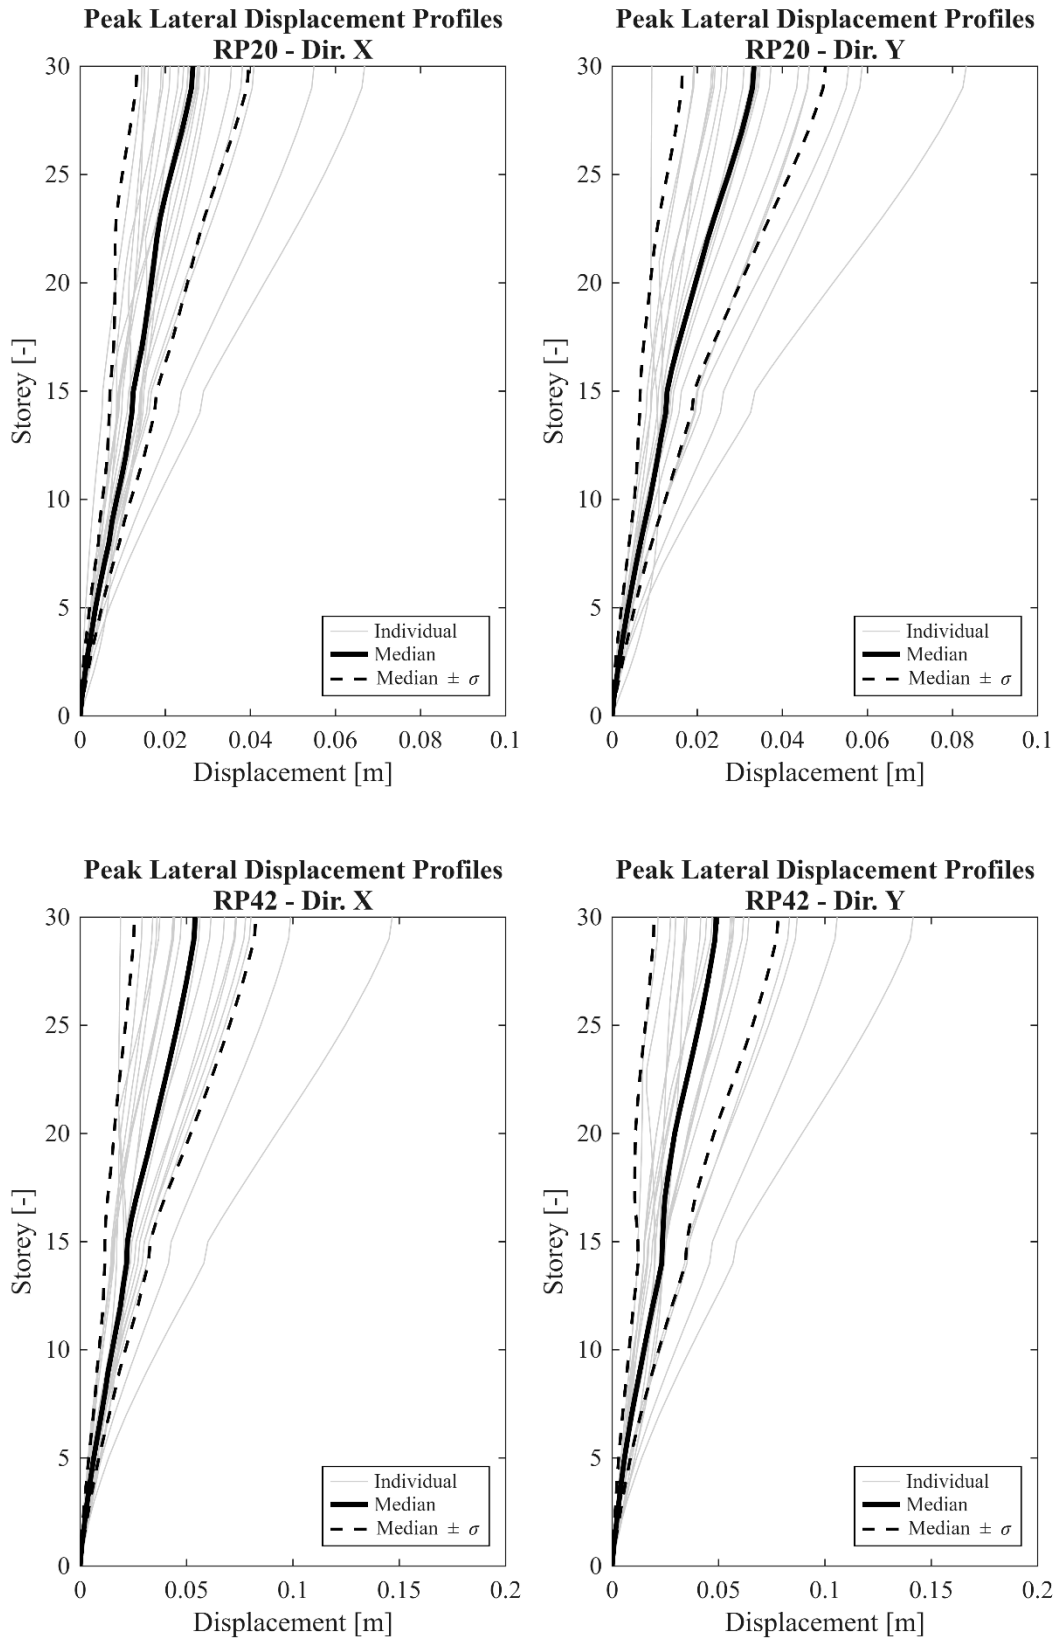 Peak Lateral Displacement Profiles
RP20 - Dir. X
30
25
20
15
10
5
0
Storey [-]
Individual
Median
Median ± σ
0 0.02 0.04 0.06 0.08 0.1
Displacement [m]
Peak Lateral Displacement Profiles
RP20 - Dir. Y
30
25
20
15
10
5
0
Storey [-]
Individual
Median
Median ± σ
0 0.02 0.04 0.06 0.08 0.1
Displacement [m]
Peak Lateral Displacement Profiles
RP42 - Dir. X
30
25
20
15
10
5
0
Storey [-]
Individual
Median
Median ± σ
0 0.05 0.1 0.15 0.2
Displacement [m]
Peak Lateral Displacement Profiles
RP42 - Dir. Y
30
25
20
15
10
5
0
Storey [-]
Individual
Median
Median ± σ
0 0.05 0.1 0.15 0.2
Displacement [m]